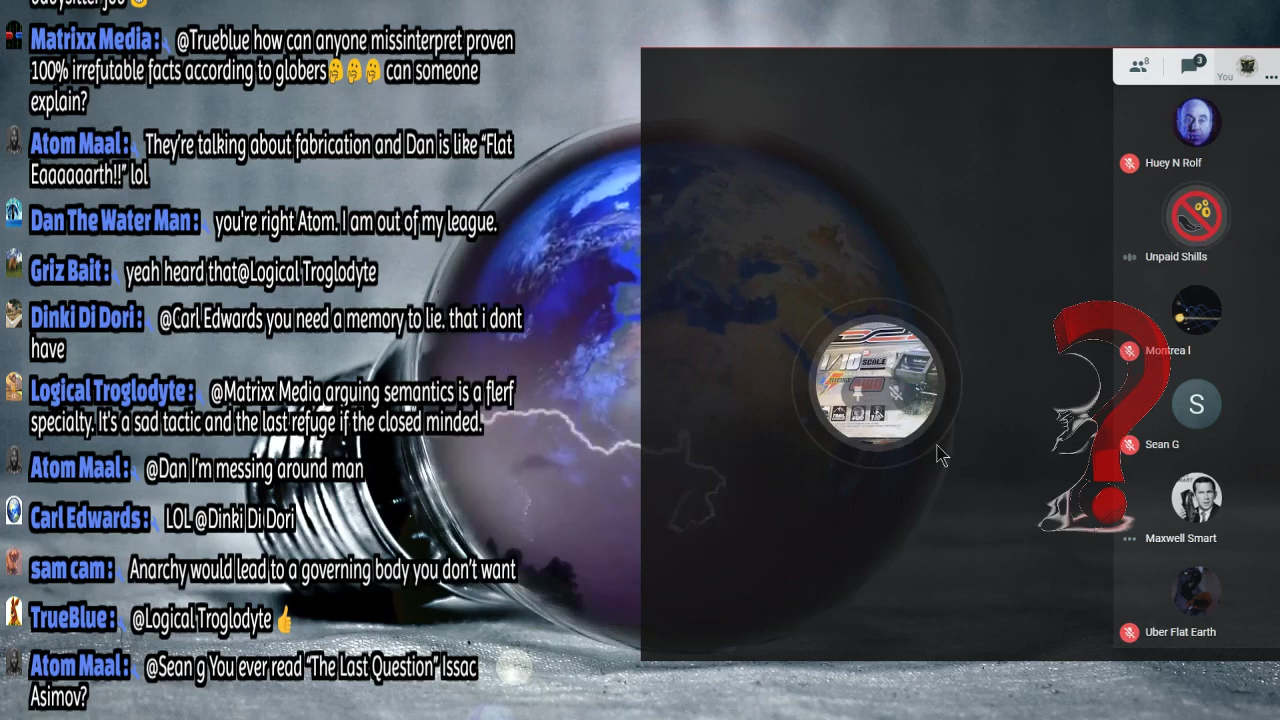 Matrixx Media: @Trueblue how can anyone missinterpret proven
100% irrefutable facts according to globers🤔🤔🤔 can someone
explain?
Atom Maal: They're talking about fabrication and Dan is like "Flat
Eaaaaaarth!!" lol
Dan The Water Man: you're right Atom. I am out of my league.
Griz Bait: yeah heard that@Logical Troglodyte
Dinki Di Dori: @Carl Edwards you need a memory to lie. that i dont
have
Logical Troglodyte: @Matrixx Media arguing semantics is a flerf
specialty. It's a sad tactic and the last refuge if the closed minded.
Atom Maal: @Dan I'm messing around man
Carl Edwards: LOL @Dinki Di Dori
sam cam: Anarchy would lead to a governing body you don't want
TrueBlue: @Logical Troglodyte👍
Atom Maal: @Sean g You ever read "The Last Question" Issac
Asimov?
1/10 SCALE
8
3
You
Huey N Rolf
Unpaid Shills
Montrea l
S
Sean G
Maxwell Smart
Uber Flat Earth